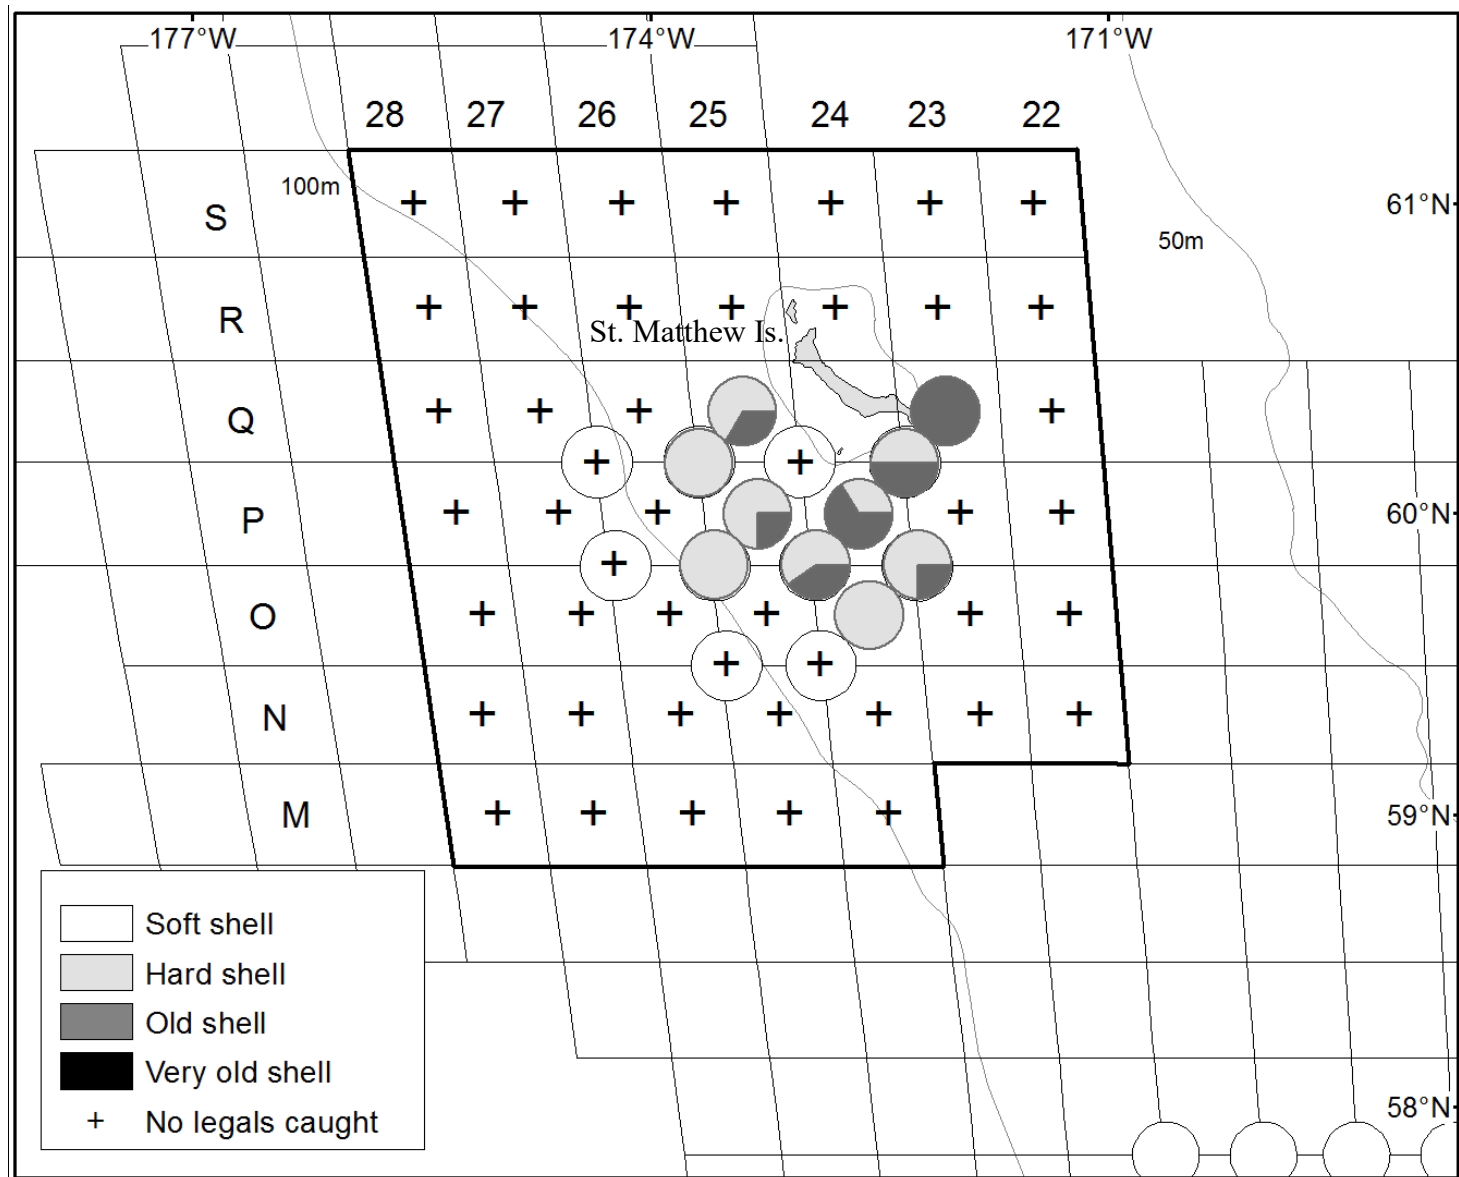 177°W 174°W 171°W
28 27 26 25 24 23 22
100m
S
61°N
50m
R
St. Matthew Is.
Q
P
60°N
O
N
M
59°N
Soft shell
Hard shell
Old shell
Very old shell
+ No legals caught
58°N